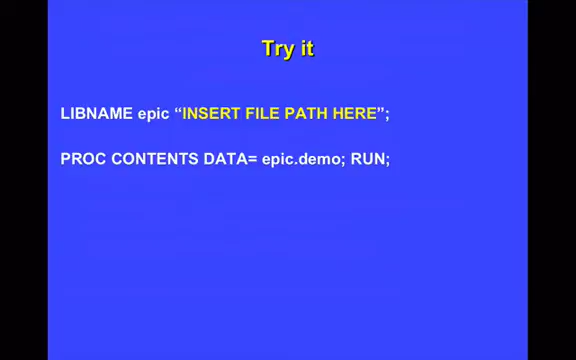 Try it
LIBNAME epic “INSERT FILE PATH HERE”;
PROC CONTENTS DATA= epic.demo; RUN;